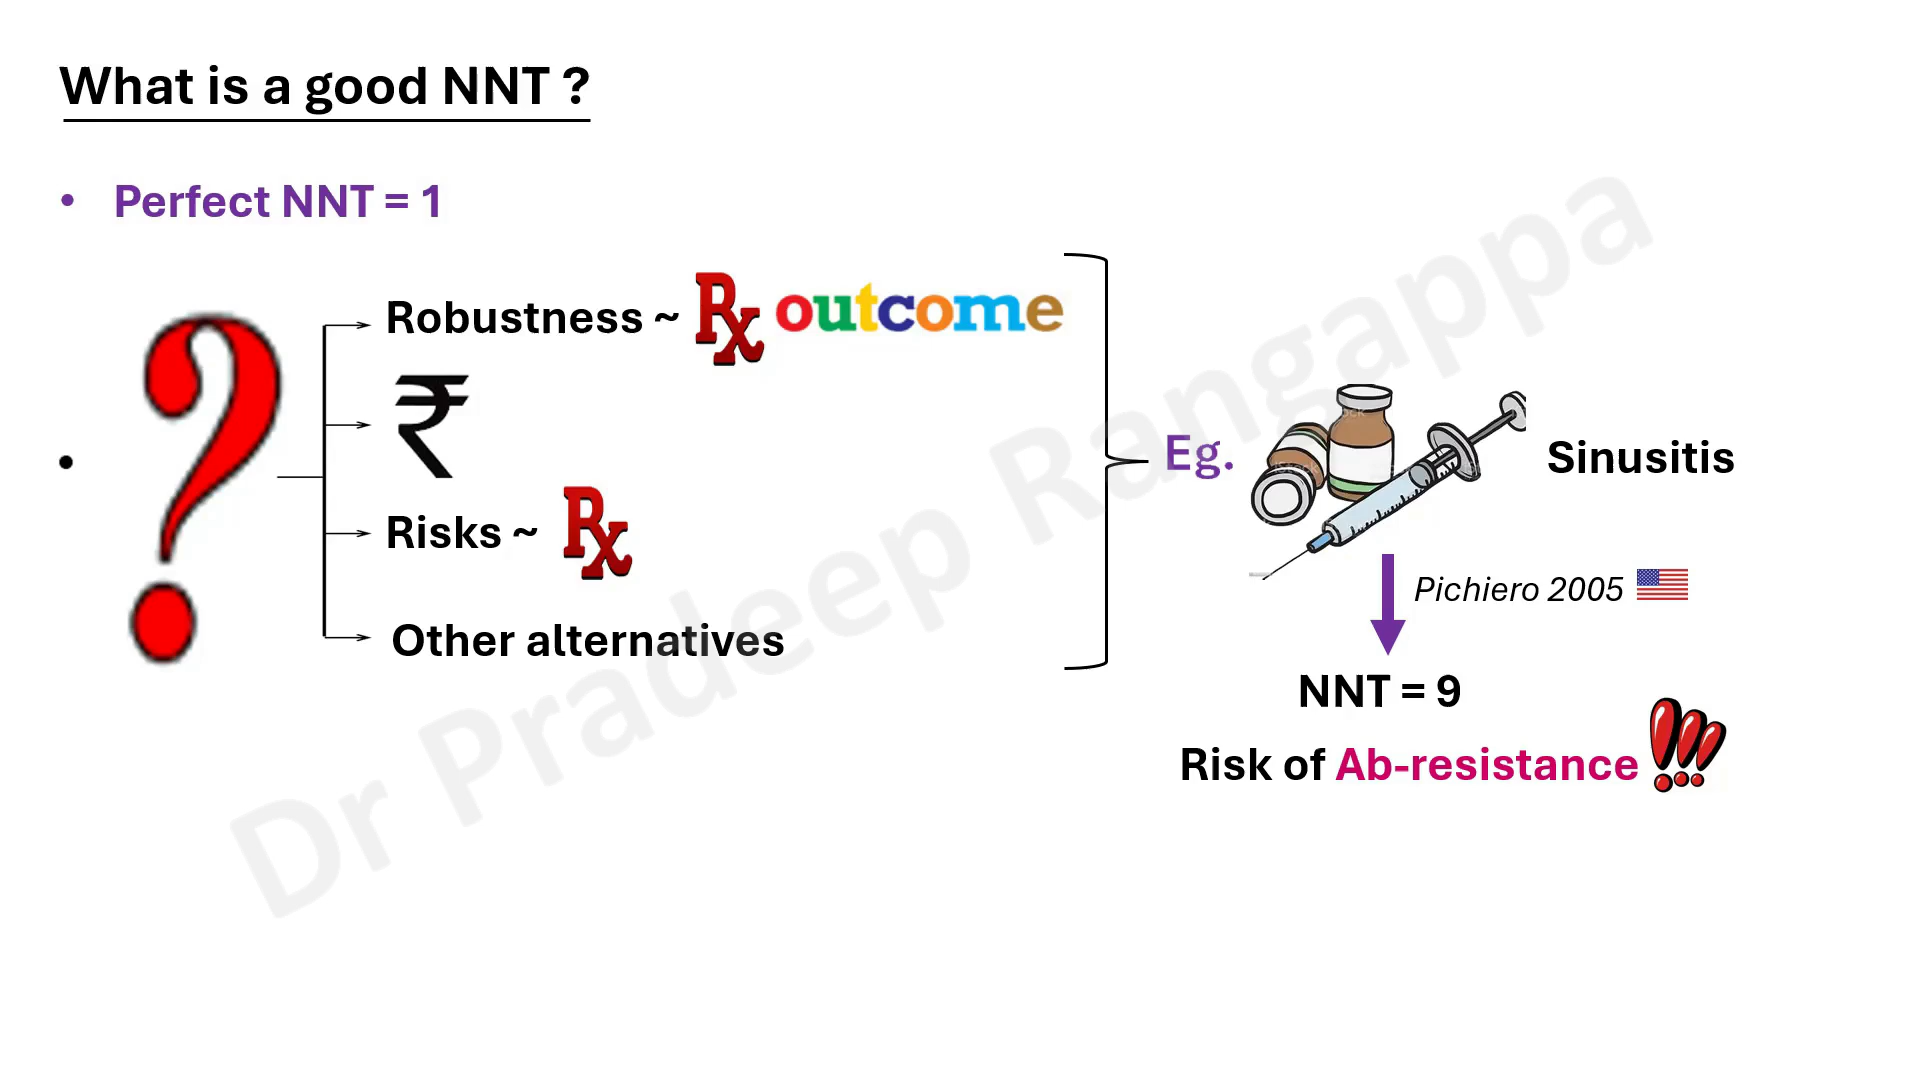 What is a good NNT ?
• Perfect NNT = 1
•
Robustness ~ Rx outcome
₹
Risks ~ Rx
Other alternatives
Eg.
Sinusitis
Pichiero 2005
NNT = 9
Risk of Ab-resistance !!!
Dr Pradeep Rangappa